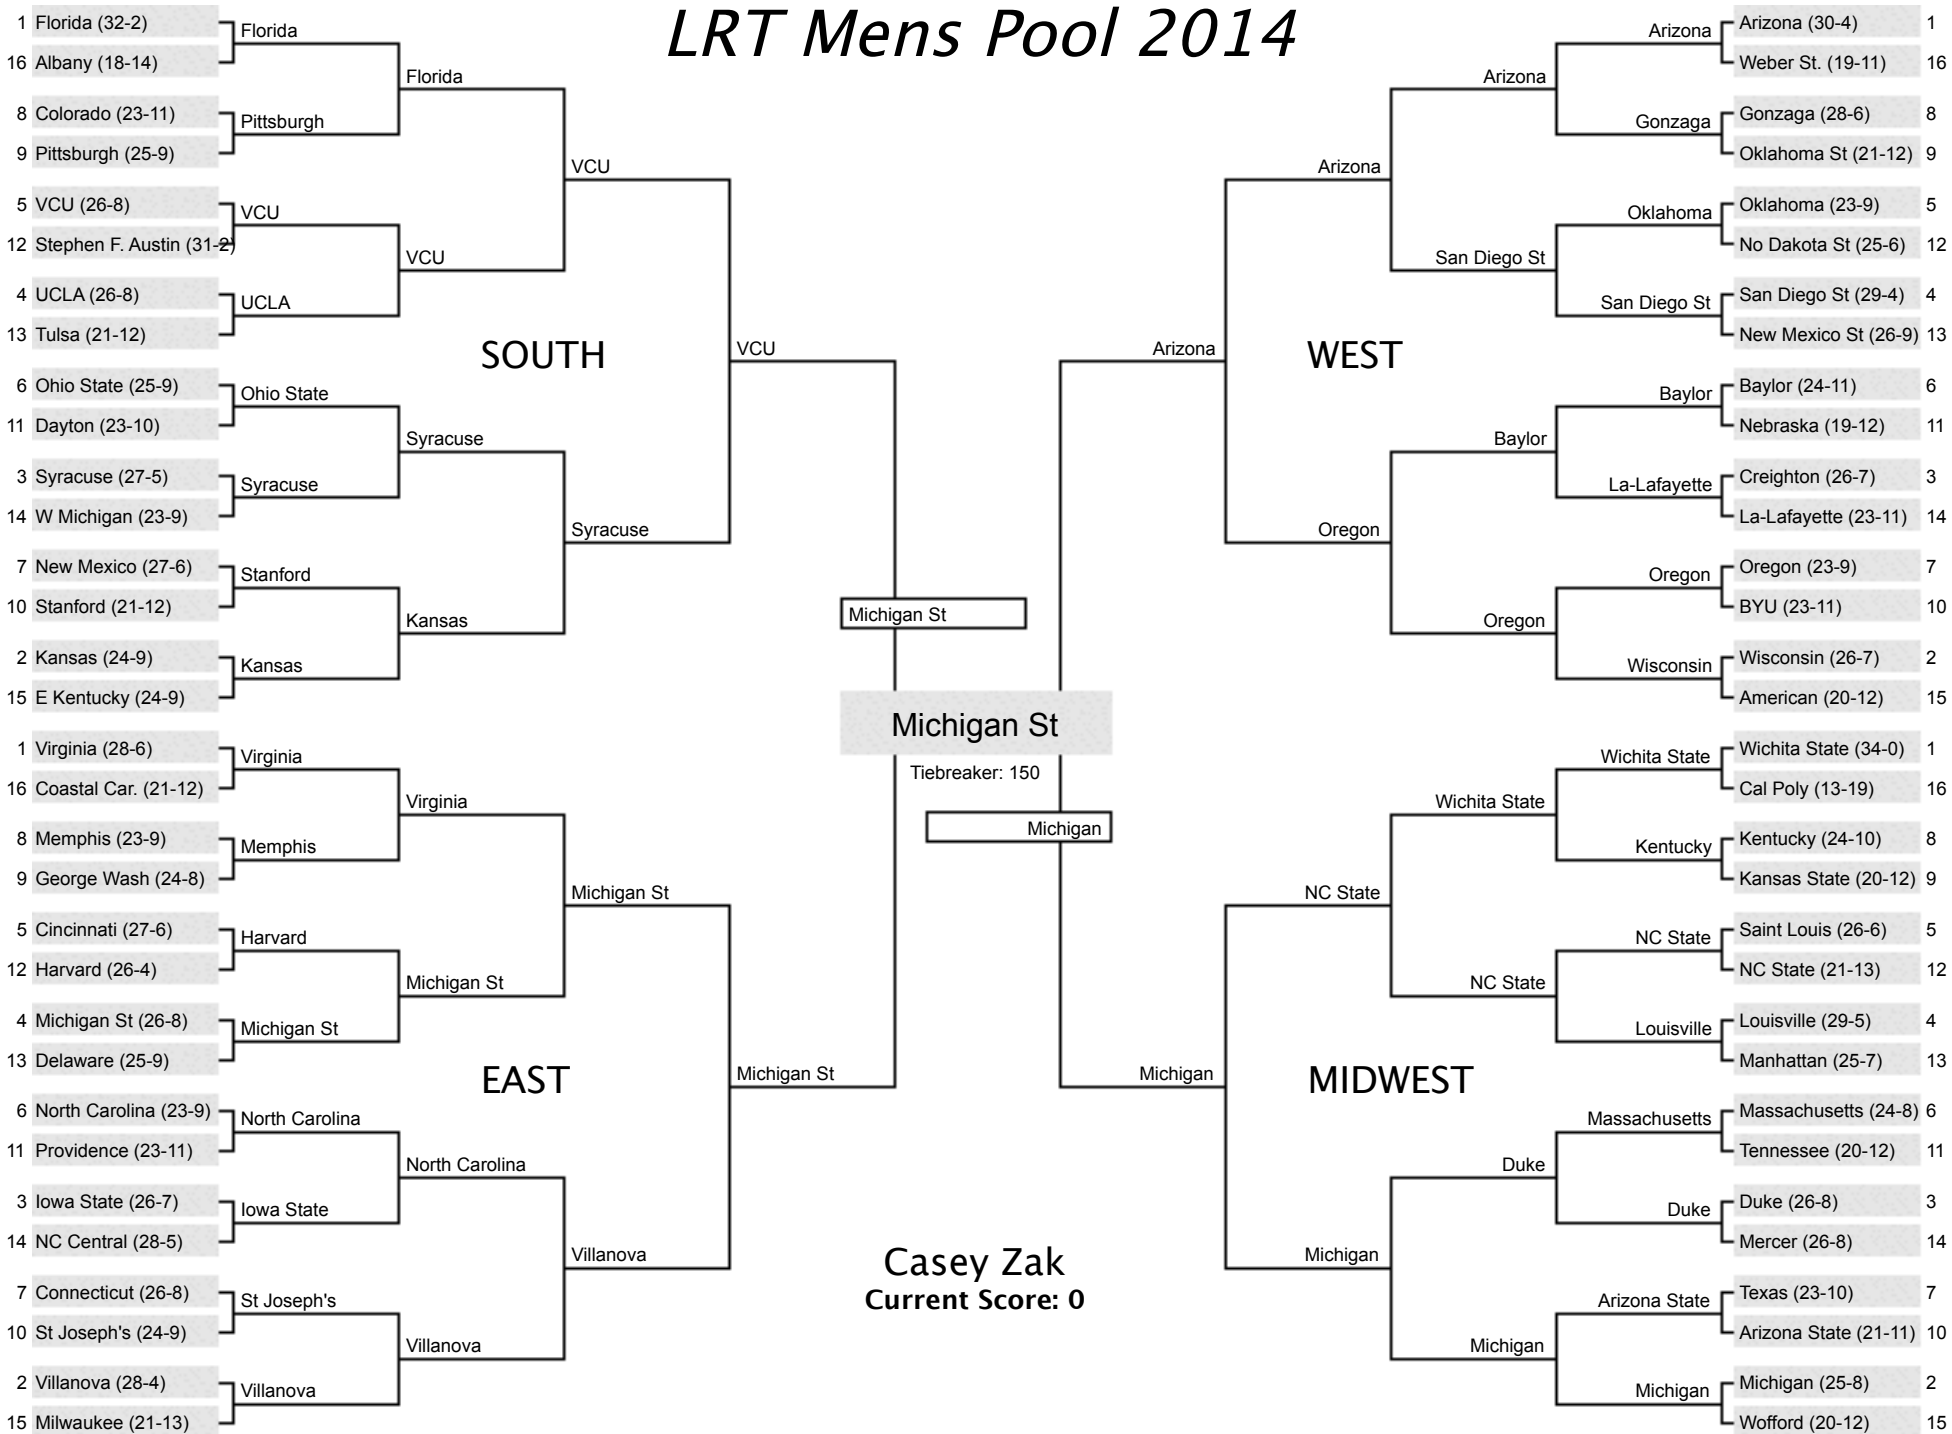 LRT Mens Pool 2014
1 Florida (32-2)
16 Albany (18-14)
8 Colorado (23-11)
9 Pittsburgh (25-9)
5 VCU (26-8)
12 Stephen F. Austin (31-2)
4 UCLA (26-8)
13 Tulsa (21-12)
6 Ohio State (25-9)
11 Dayton (23-10)
3 Syracuse (27-5)
14 W Michigan (23-9)
7 New Mexico (27-6)
10 Stanford (21-12)
2 Kansas (24-9)
15 E Kentucky (24-9)
Florida
Pittsburgh
VCU
UCLA
Ohio State
Syracuse
Stanford
Kansas
Florida
VCU
Syracuse
Kansas
VCU
Syracuse
VCU
SOUTH
1 Virginia (28-6)
16 Coastal Car. (21-12)
8 Memphis (23-9)
9 George Wash (24-8)
5 Cincinnati (27-6)
12 Harvard (26-4)
4 Michigan St (26-8)
13 Delaware (25-9)
6 North Carolina (23-9)
11 Providence (23-11)
3 Iowa State (26-7)
14 NC Central (28-5)
7 Connecticut (26-8)
10 St Joseph's (24-9)
2 Villanova (28-4)
15 Milwaukee (21-13)
Virginia
Memphis
Harvard
Michigan St
North Carolina
Iowa State
St Joseph's
Villanova
Virginia
Michigan St
North Carolina
Villanova
Michigan St
Villanova
Michigan St
EAST
Michigan St
Michigan St
Tiebreaker: 150
Michigan
Casey Zak
Current Score: 0
Arizona (30-4) 1
Weber St. (19-11) 16
Gonzaga (28-6) 8
Oklahoma St (21-12) 9
Oklahoma (23-9) 5
No Dakota St (25-6) 12
San Diego St (29-4) 4
New Mexico St (26-9) 13
Baylor (24-11) 6
Nebraska (19-12) 11
Creighton (26-7) 3
La-Lafayette (23-11) 14
Oregon (23-9) 7
BYU (23-11) 10
Wisconsin (26-7) 2
American (20-12) 15
Arizona
Gonzaga
Oklahoma
San Diego St
Baylor
La-Lafayette
Oregon
Wisconsin
Arizona
San Diego St
Baylor
Oregon
Arizona
Oregon
Arizona
WEST
Wichita State (34-0) 1
Cal Poly (13-19) 16
Kentucky (24-10) 8
Kansas State (20-12) 9
Saint Louis (26-6) 5
NC State (21-13) 12
Louisville (29-5) 4
Manhattan (25-7) 13
Massachusetts (24-8) 6
Tennessee (20-12) 11
Duke (26-8) 3
Mercer (26-8) 14
Texas (23-10) 7
Arizona State (21-11) 10
Michigan (25-8) 2
Wofford (20-12) 15
Wichita State
Kentucky
NC State
Louisville
Massachusetts
Duke
Arizona State
Michigan
Wichita State
NC State
Duke
Michigan
NC State
Michigan
Michigan
MIDWEST